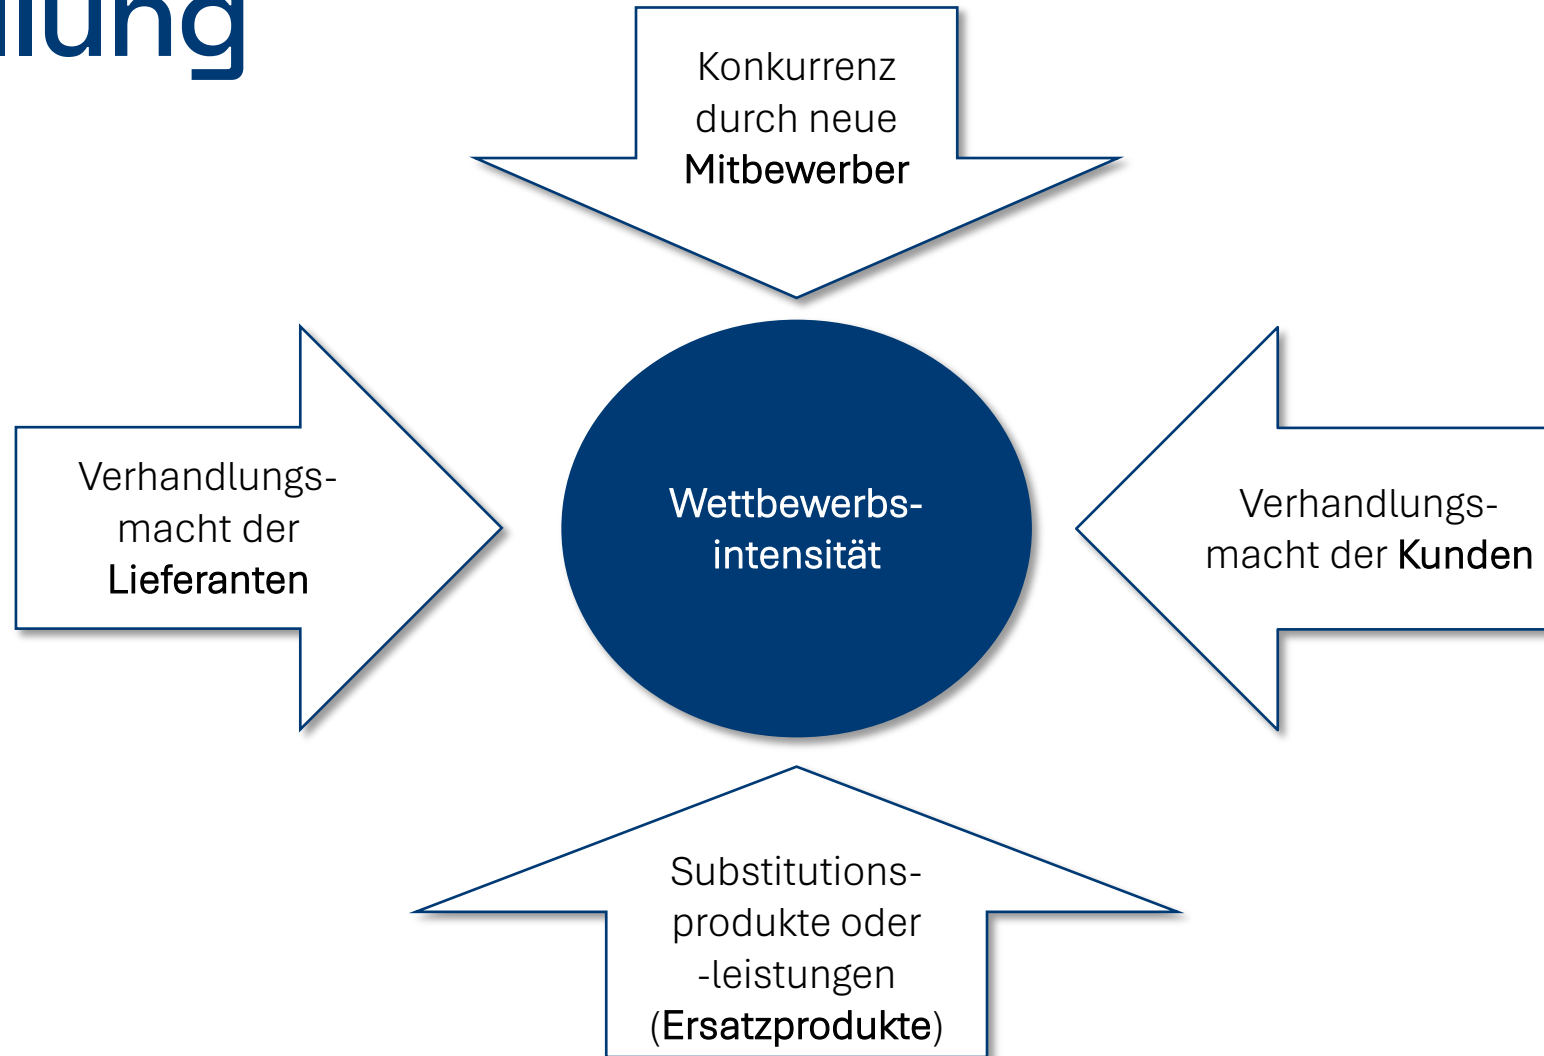 Konkurrenz
durch neue
Mitbewerber
Verhandlungs-
macht der
Lieferanten
Wettbewerbs-
intensität
Verhandlungs-
macht der Kunden
Substitutions-
produkte oder
-leistungen
(Ersatzprodukte)